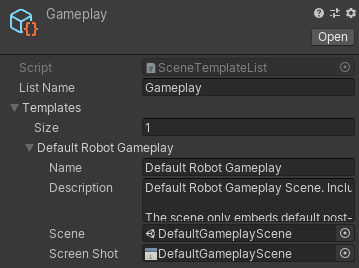 Gameplay
Open
Script SceneTemplateList
List Name Gameplay
Templates
Size 1
Default Robot Gameplay
Name Default Robot Gameplay
Description Default Robot Gameplay Scene. Inclu
The scene only embeds default post-
Scene DefaultGameplayScene
Screen Shot DefaultGameplayScene